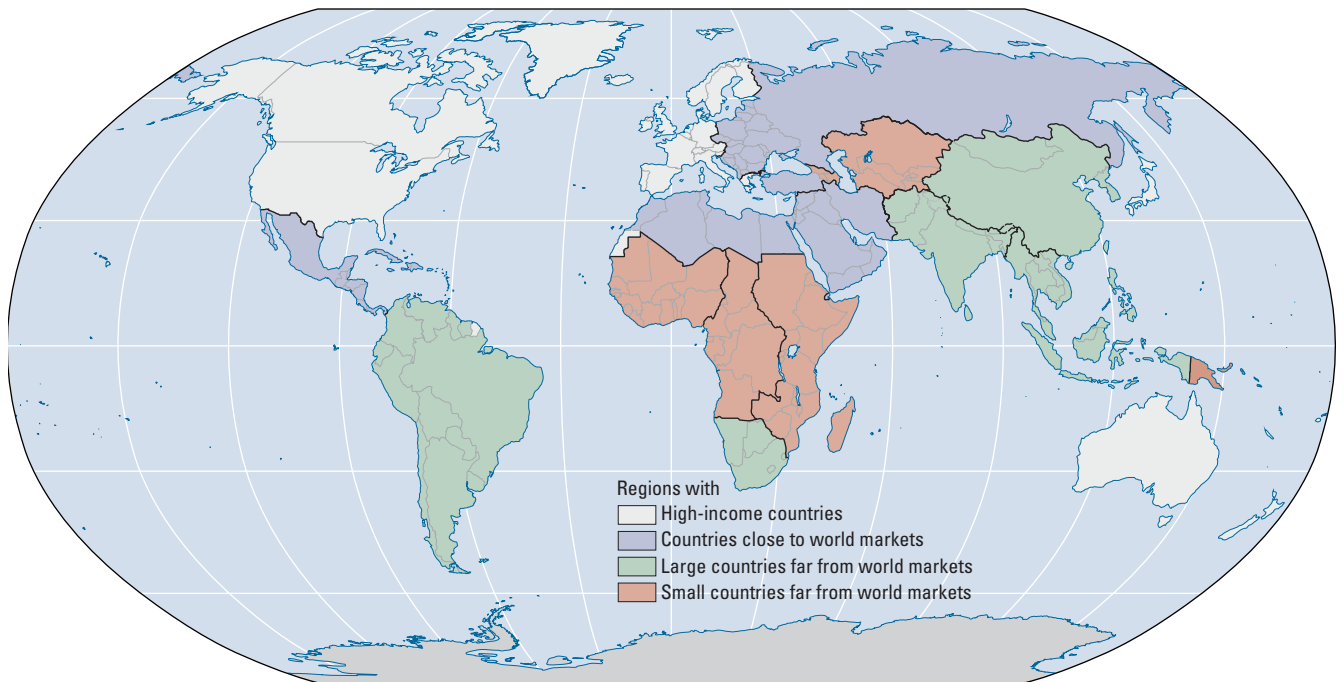 Regions with
High-income countries
Countries close to world markets
Large countries far from world markets
Small countries far from world markets